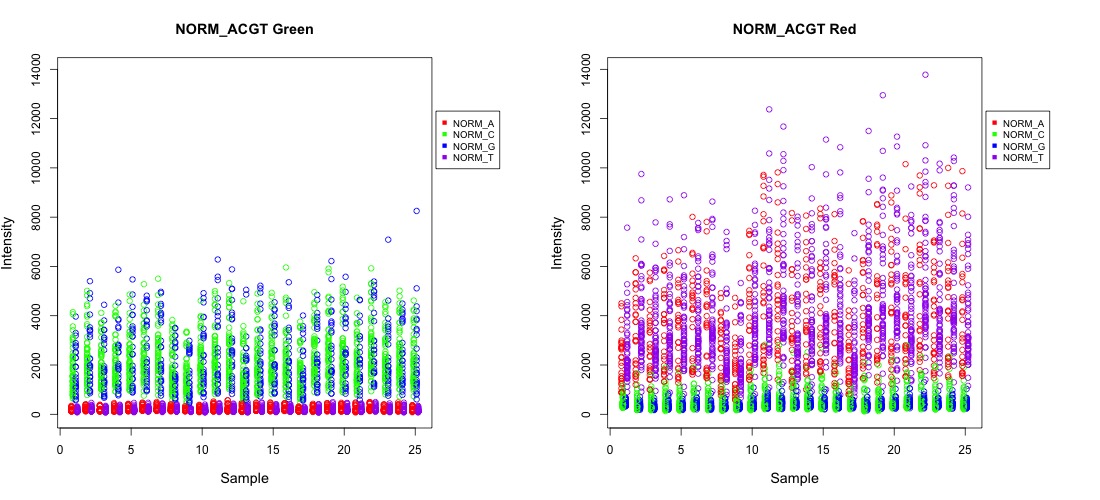 NORM_ACGT Green
Intensity
14000
12000
10000
8000
6000
4000
2000
0
0 5 10 15 20 25
Sample
NORM_A
NORM_C
NORM_G
NORM_T
NORM_ACGT Red
Intensity
14000
12000
10000
8000
6000
4000
2000
0
0 5 10 15 20 25
Sample
NORM_A
NORM_C
NORM_G
NORM_T